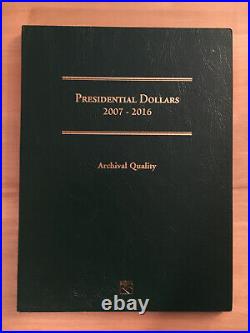 PRESIDENTIAL DOLLARS
2007 - 2016
Archival Quality